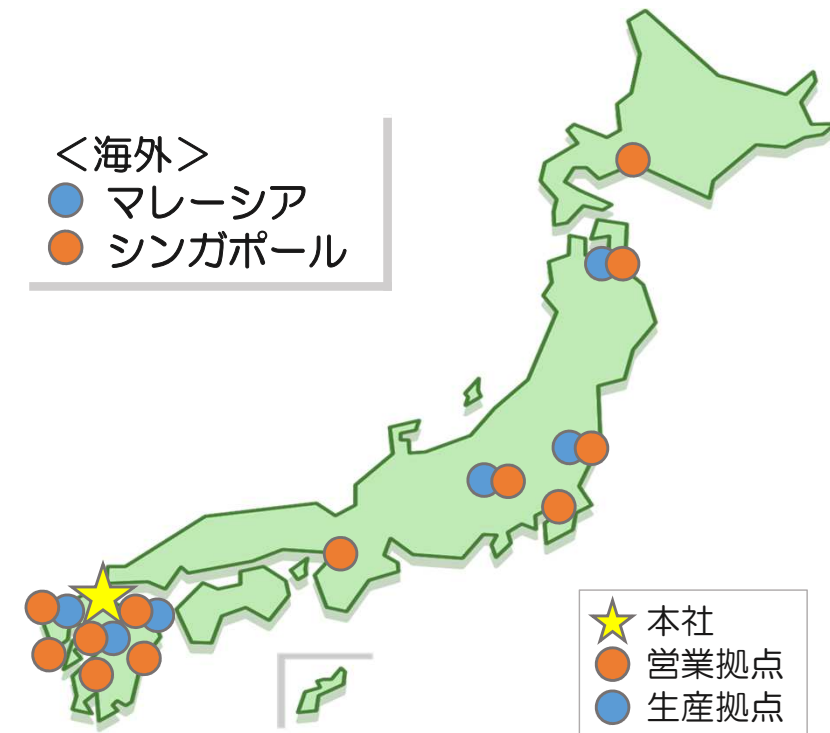 ＜海外＞
マレーシア
シンガポール
本社
営業拠点
生産拠点